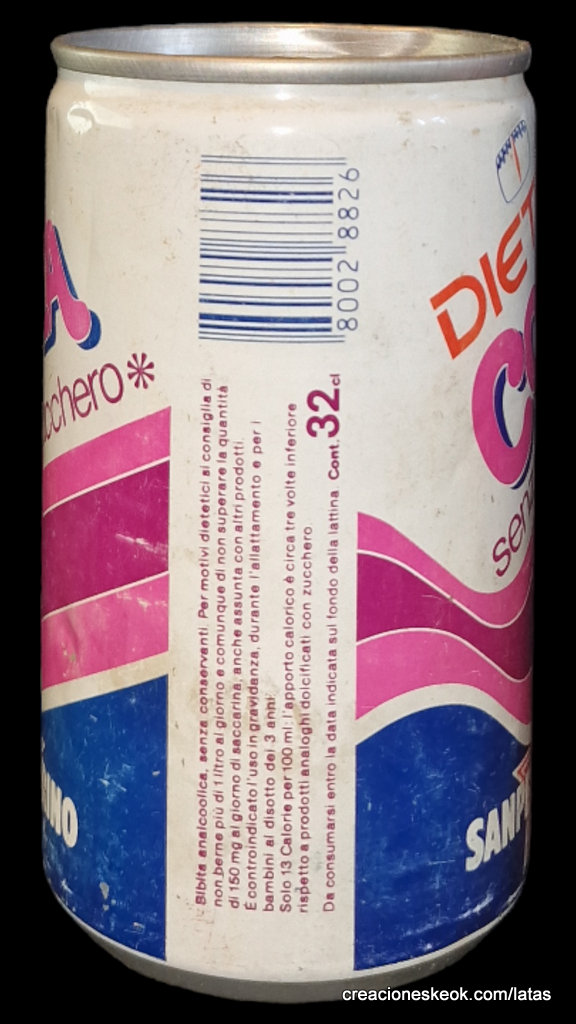 8002 8826
DIET
senz
cchero*
Bibita analcoolica, senza conservanti. Per motivi dietetici si consiglia di
non berne più di 1 litro al giorno e comunque di non superare la quantità
di 150 mg al giorno di saccarina, anche assunta con altri prodotti.
È controindicato l'uso in gravidanza, durante l'allattamento e per i
bambini al disotto dei 3 anni.
Solo 13 Calorie per 100 ml: l'apporto calorico è circa tre volte inferiore
rispetto a prodotti analoghi dolcificati con zucchero
Da consumarsi entro la data indicata sul fondo della lattina. Cont. 32 cl
SANP
creacioneskeok.com/latas